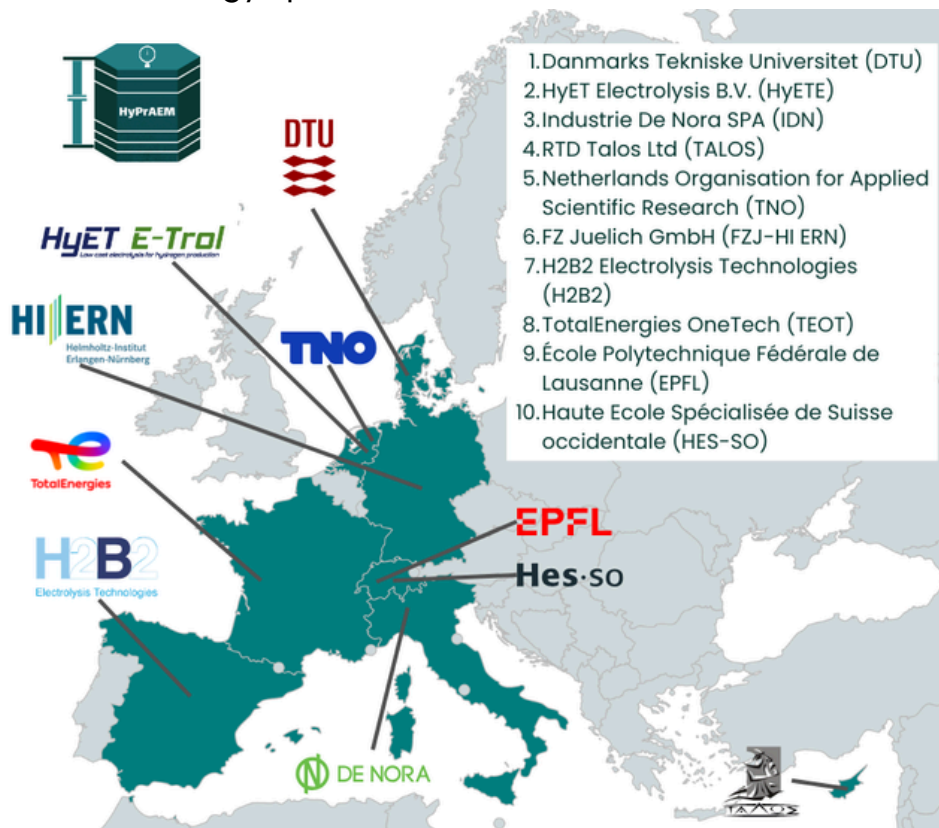 HyPrAEM
DTU
HyET E-Trol
Low cost electrolysis for hydrogen production
HI ERN
Helmholtz-Institut
Erlangen-Nürnberg
TNO
TotalEnergies
H2B2
Electrolysis Technologies
EPFL
Hes·so
DE NORA
ΤΑΛΩΣ
1. Danmarks Tekniske Universitet (DTU)
2. HyET Electrolysis B.V. (HyETE)
3. Industrie De Nora SPA (IDN)
4. RTD Talos Ltd (TALOS)
5. Netherlands Organisation for Applied
Scientific Research (TNO)
6. FZ Juelich GmbH (FZJ-HI ERN)
7. H2B2 Electrolysis Technologies
(H2B2)
8. TotalEnergies OneTech (TEOT)
9. École Polytechnique Fédérale de
Lausanne (EPFL)
10. Haute Ecole Spécialisée de Suisse
occidentale (HES-SO)